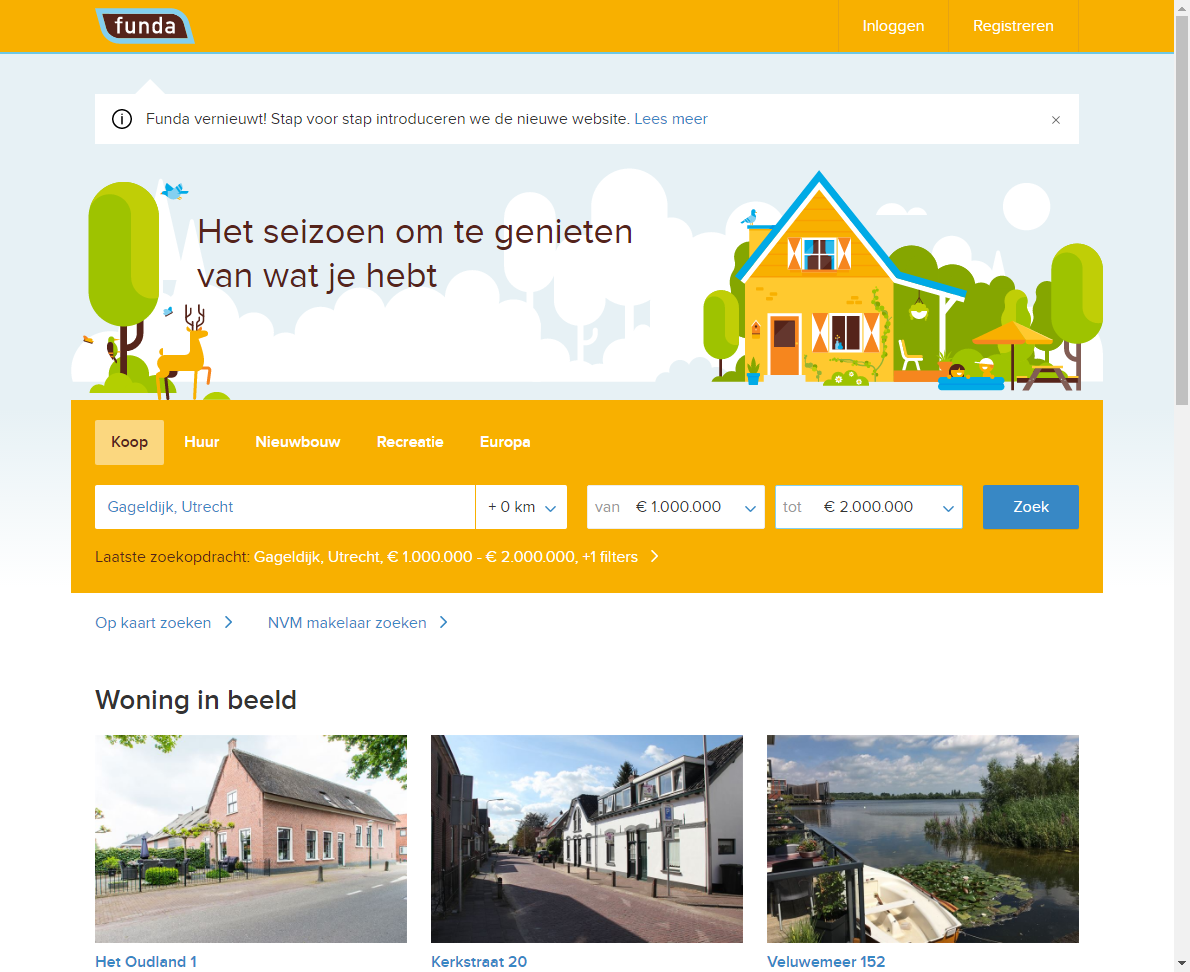 funda
Inloggen
Registreren
Funda vernieuwt! Stap voor stap introduceren we de nieuwe website. Lees meer
Het seizoen om te genieten
van wat je hebt
Koop
Huur
Nieuwbouw
Recreatie
Europa
Gageldijk, Utrecht
+ 0 km
van € 1.000.000
tot € 2.000.000
Zoek
Laatste zoekopdracht: Gageldijk, Utrecht, € 1.000.000 - € 2.000.000, +1 filters
Op kaart zoeken
NVM makelaar zoeken
Woning in beeld
Het Oudland 1
Kerkstraat 20
Veluwemeer 152